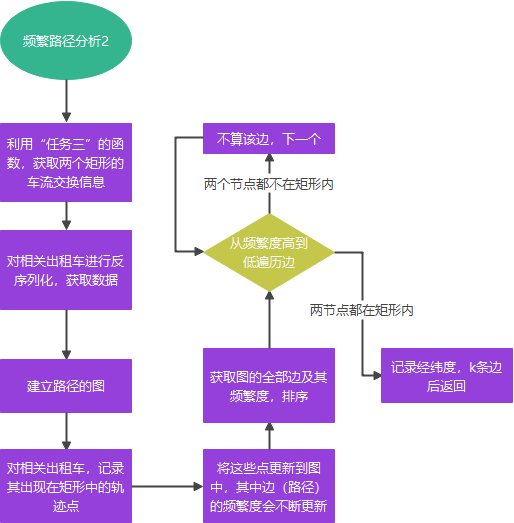 频繁路径分析2
利用“任务三”的函
数，获取两个矩形的
车流交换信息
对相关出租车进行反
序列化，获取数据
建立路径的图
对相关出租车，记录
其出现在矩形中的轨
迹点
将这些点更新到图
中，其中边（路径）
的频繁度会不断更新
获取图的全部边及其
频繁度，排序
从频繁度高到
低遍历边
两个节点都不在矩形内
不算该边，下一个
两节点都在矩形内
记录经纬度，k条边
后返回